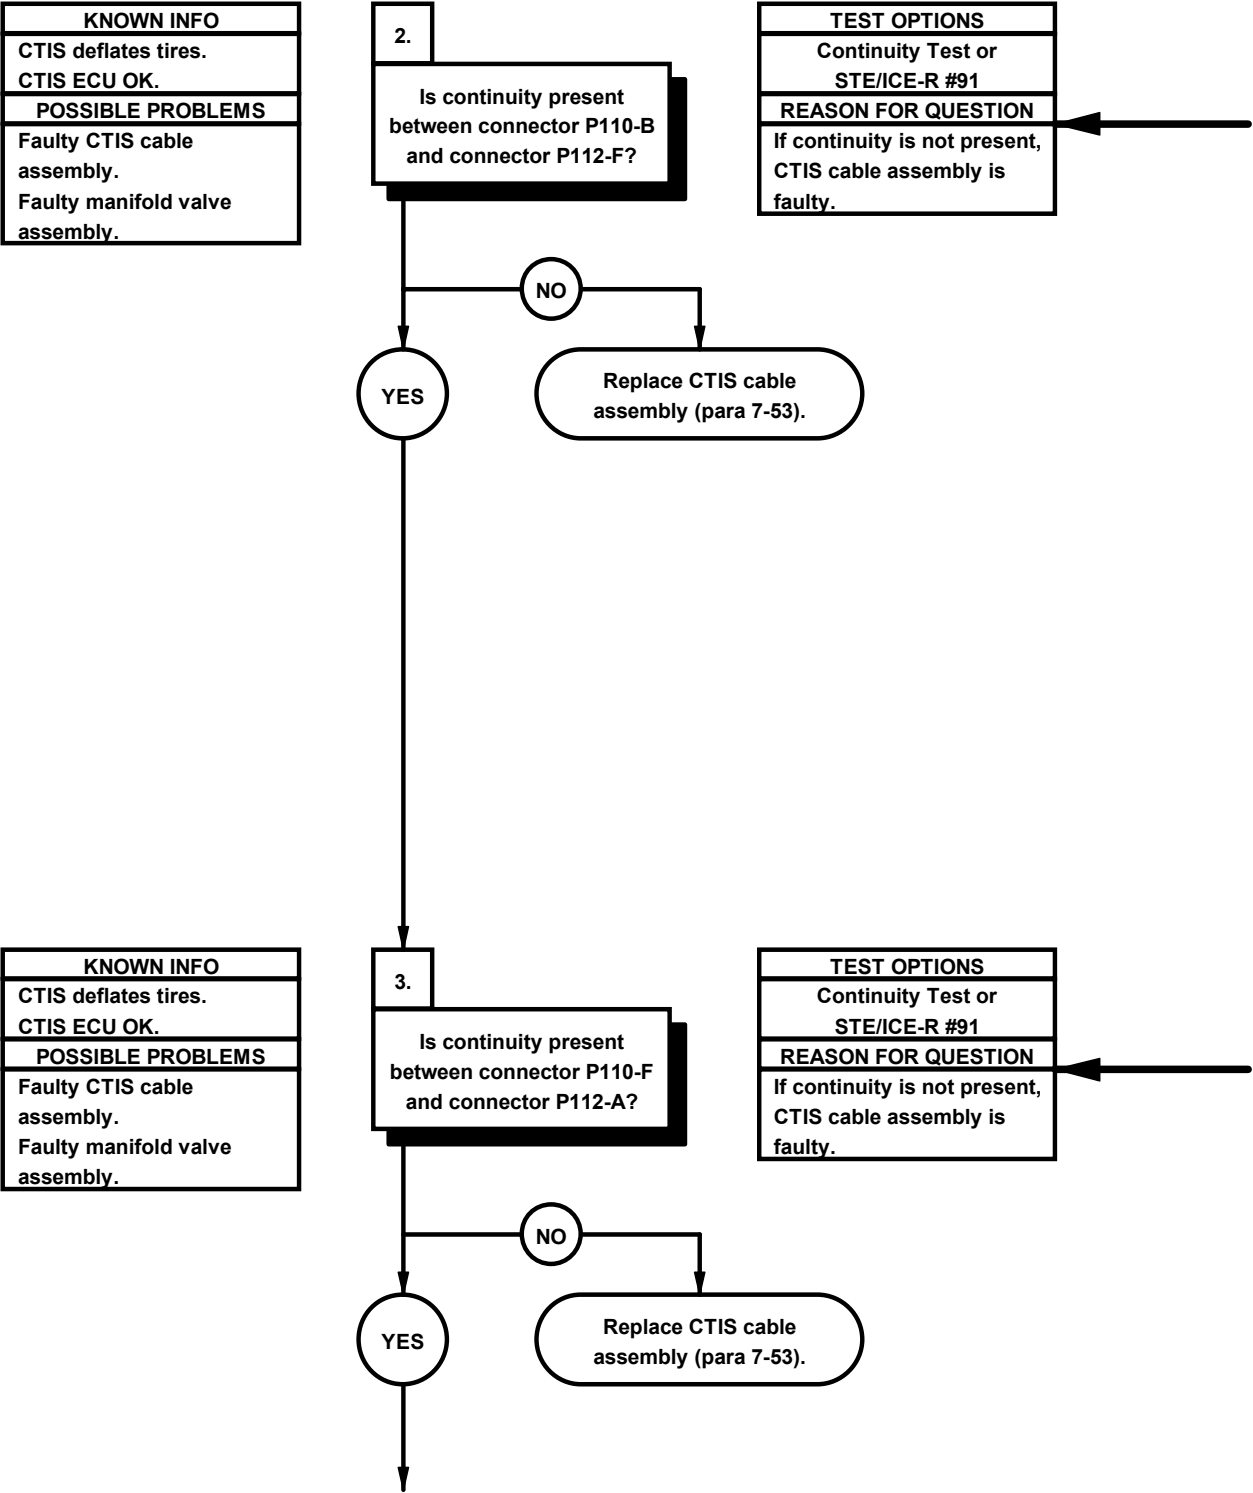 KNOWN INFO
CTIS deflates tires.
CTIS ECU OK.
POSSIBLE PROBLEMS
Faulty CTIS cable
assembly.
Faulty manifold valve
assembly.
2.
Is continuity present
between connector P110-B
and connector P112-F?
TEST OPTIONS
Continuity Test or
STE/ICE-R #91
REASON FOR QUESTION
If continuity is not present,
CTIS cable assembly is
faulty.
NO
YES
Replace CTIS cable
assembly (para 7-53).
KNOWN INFO
CTIS deflates tires.
CTIS ECU OK.
POSSIBLE PROBLEMS
Faulty CTIS cable
assembly.
Faulty manifold valve
assembly.
3.
Is continuity present
between connector P110-F
and connector P112-A?
TEST OPTIONS
Continuity Test or
STE/ICE-R #91
REASON FOR QUESTION
If continuity is not present,
CTIS cable assembly is
faulty.
NO
YES
Replace CTIS cable
assembly (para 7-53).